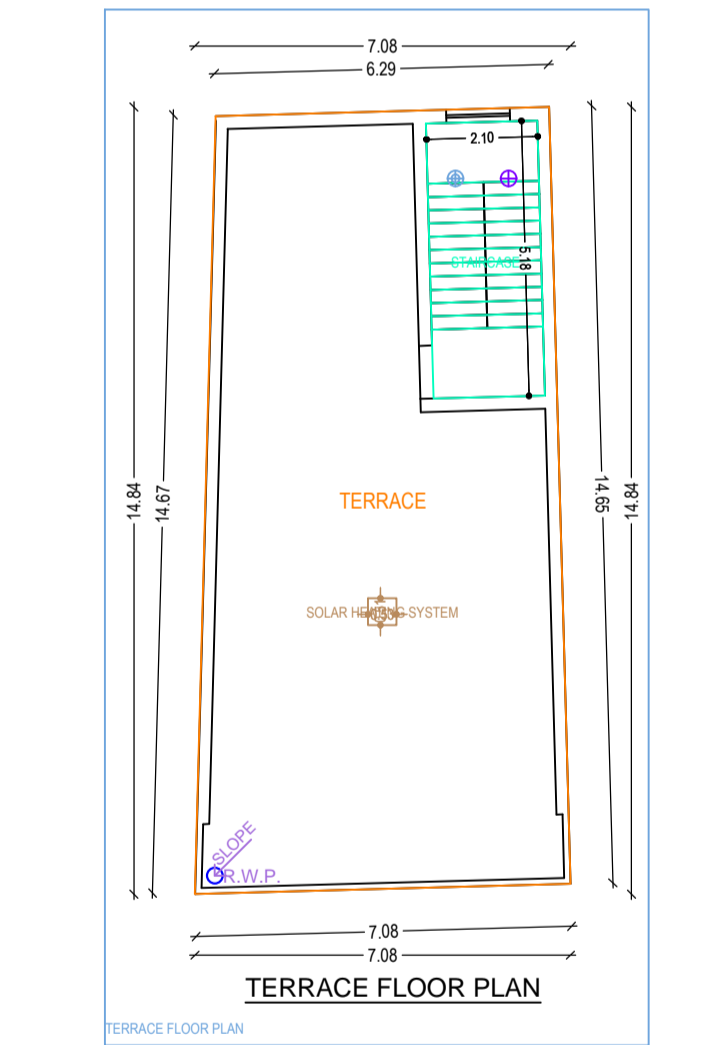 7.08
6.29
2.10
5.18
STAIRCASE
14.84
14.67
14.65
14.84
TERRACE
SOLAR HEATING SYSTEM
SLOPE
R.W.P.
7.08
7.08
TERRACE FLOOR PLAN
TERRACE FLOOR PLAN